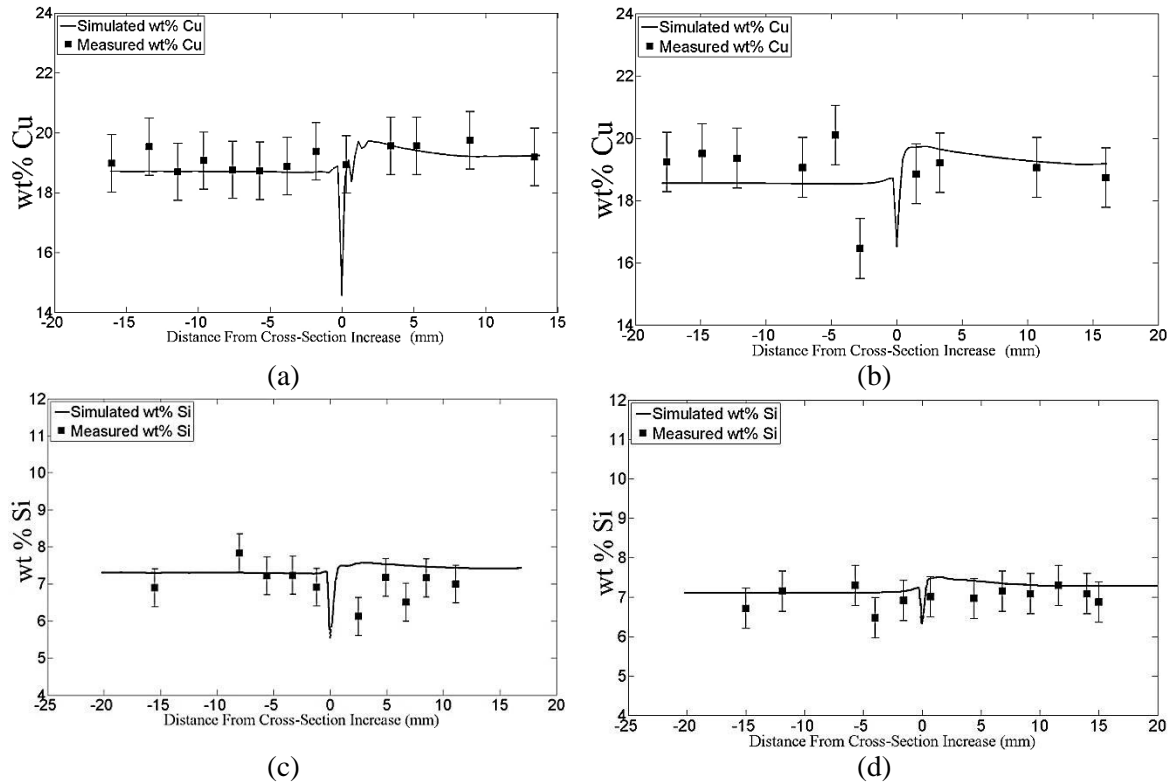 24
22
20
18
16
14
wt% Cu
Simulated wt% Cu
Measured wt% Cu
-20 -15 -10 -5 0 5 10 15
Distance From Cross-Section Increase (mm)
(a)
24
22
20
18
16
14
wt% Cu
Simulated wt% Cu
Measured wt% Cu
-20 -15 -10 -5 0 5 10 15 20
Distance From Cross-Section Increase (mm)
(b)
12
11
10
9
8
7
6
5
4
wt % Si
Simulated wt% Si
Measured wt% Si
-25 -20 -15 -10 -5 0 5 10 15 20
Distance From Cross-Section Increase (mm)
(c)
12
11
10
9
8
7
6
5
4
wt % Si
Simulated wt% Si
Measured wt% Si
-25 -20 -15 -10 -5 0 5 10 15 20
Distance From Cross-Section Increase (mm)
(d)